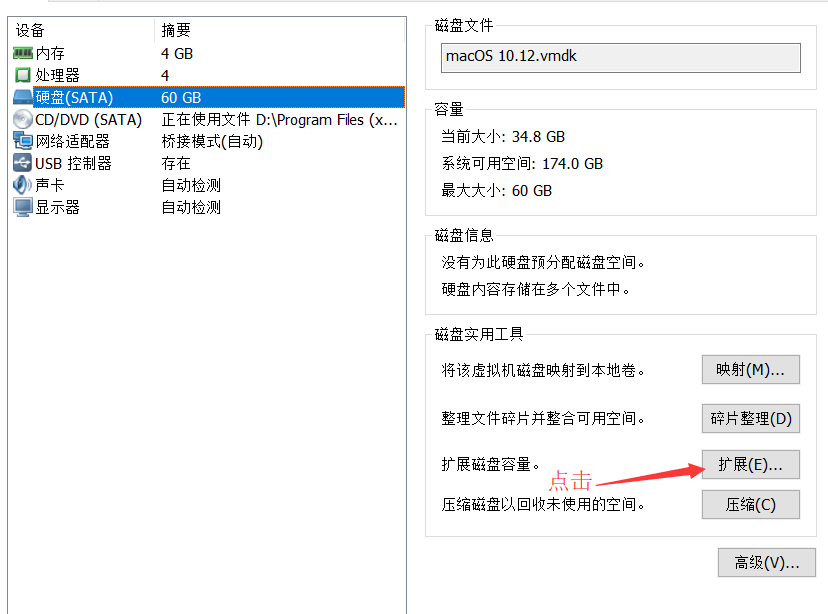 设备 摘要
内存 4 GB
处理器 4
硬盘(SATA) 60 GB
CD/DVD (SATA) 正在使用文件 D:\Program Files (x...
网络适配器 桥接模式(自动)
USB 控制器 存在
声卡 自动检测
显示器 自动检测
磁盘文件
macOS 10.12.vmdk
容量
当前大小: 34.8 GB
系统可用空间: 174.0 GB
最大大小: 60 GB
磁盘信息
没有为此硬盘预分配磁盘空间。
硬盘内容存储在多个文件中。
磁盘实用工具
将该虚拟机磁盘映射到本地卷。 映射(M)...
整理文件碎片并整合可用空间。 碎片整理(D)
扩展磁盘容量。 扩展(E)...
点击
压缩磁盘以回收未使用的空间。 压缩(C)
高级(V)...